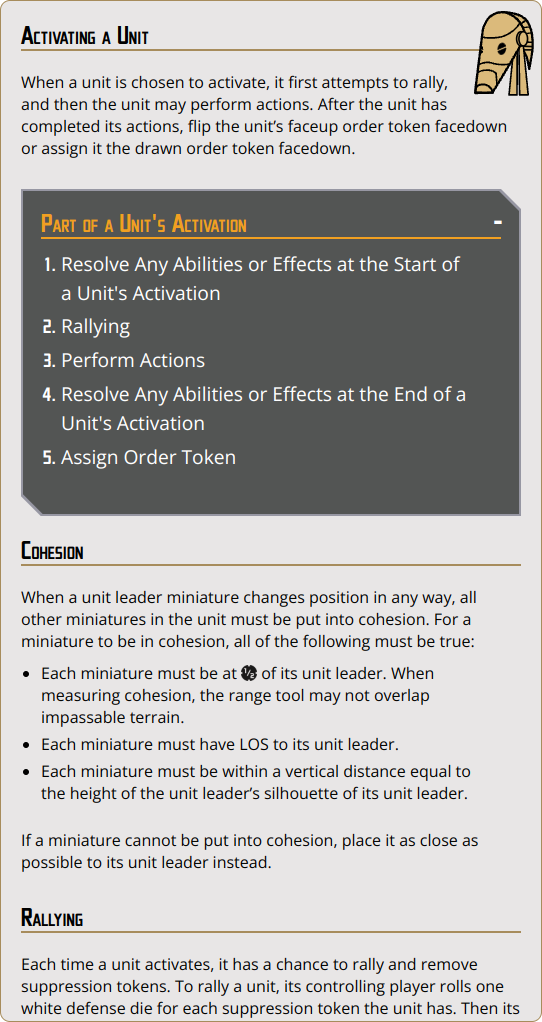 Activating a Unit
When a unit is chosen to activate, it first attempts to rally,
and then the unit may perform actions. After the unit has
completed its actions, flip the unit’s faceup order token facedown
or assign it the drawn order token facedown.
Part of a Unit's Activation -
1. Resolve Any Abilities or Effects at the Start of
a Unit's Activation
2. Rallying
3. Perform Actions
4. Resolve Any Abilities or Effects at the End of a
Unit's Activation
5. Assign Order Token
Cohesion
When a unit leader miniature changes position in any way, all
other miniatures in the unit must be put into cohesion. For a
miniature to be in cohesion, all of the following must be true:
• Each miniature must be at 1/2 of its unit leader. When
measuring cohesion, the range tool may not overlap
impassable terrain.
• Each miniature must have LOS to its unit leader.
• Each miniature must be within a vertical distance equal to
the height of the unit leader’s silhouette of its unit leader.
If a miniature cannot be put into cohesion, place it as close as
possible to its unit leader instead.
Rallying
Each time a unit activates, it has a chance to rally and remove
suppression tokens. To rally a unit, its controlling player rolls one
white defense die for each suppression token the unit has. Then its